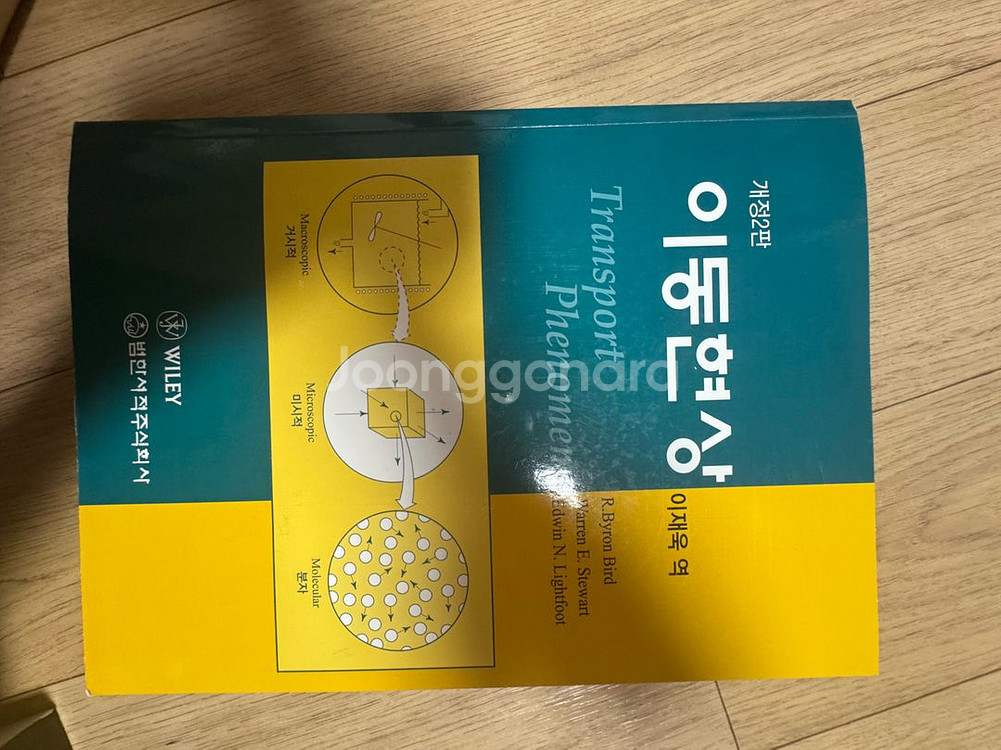 개정2판
이동현상
Transport
Phenomen
이재욱 역
R.Byron Bird
Warren E. Stewart
Edwin N. Lightfoot
Macroscopic
거시적
Microscopic
미시적
Molecular
분자
WILEY
범한서적주식회사
Joonggonara